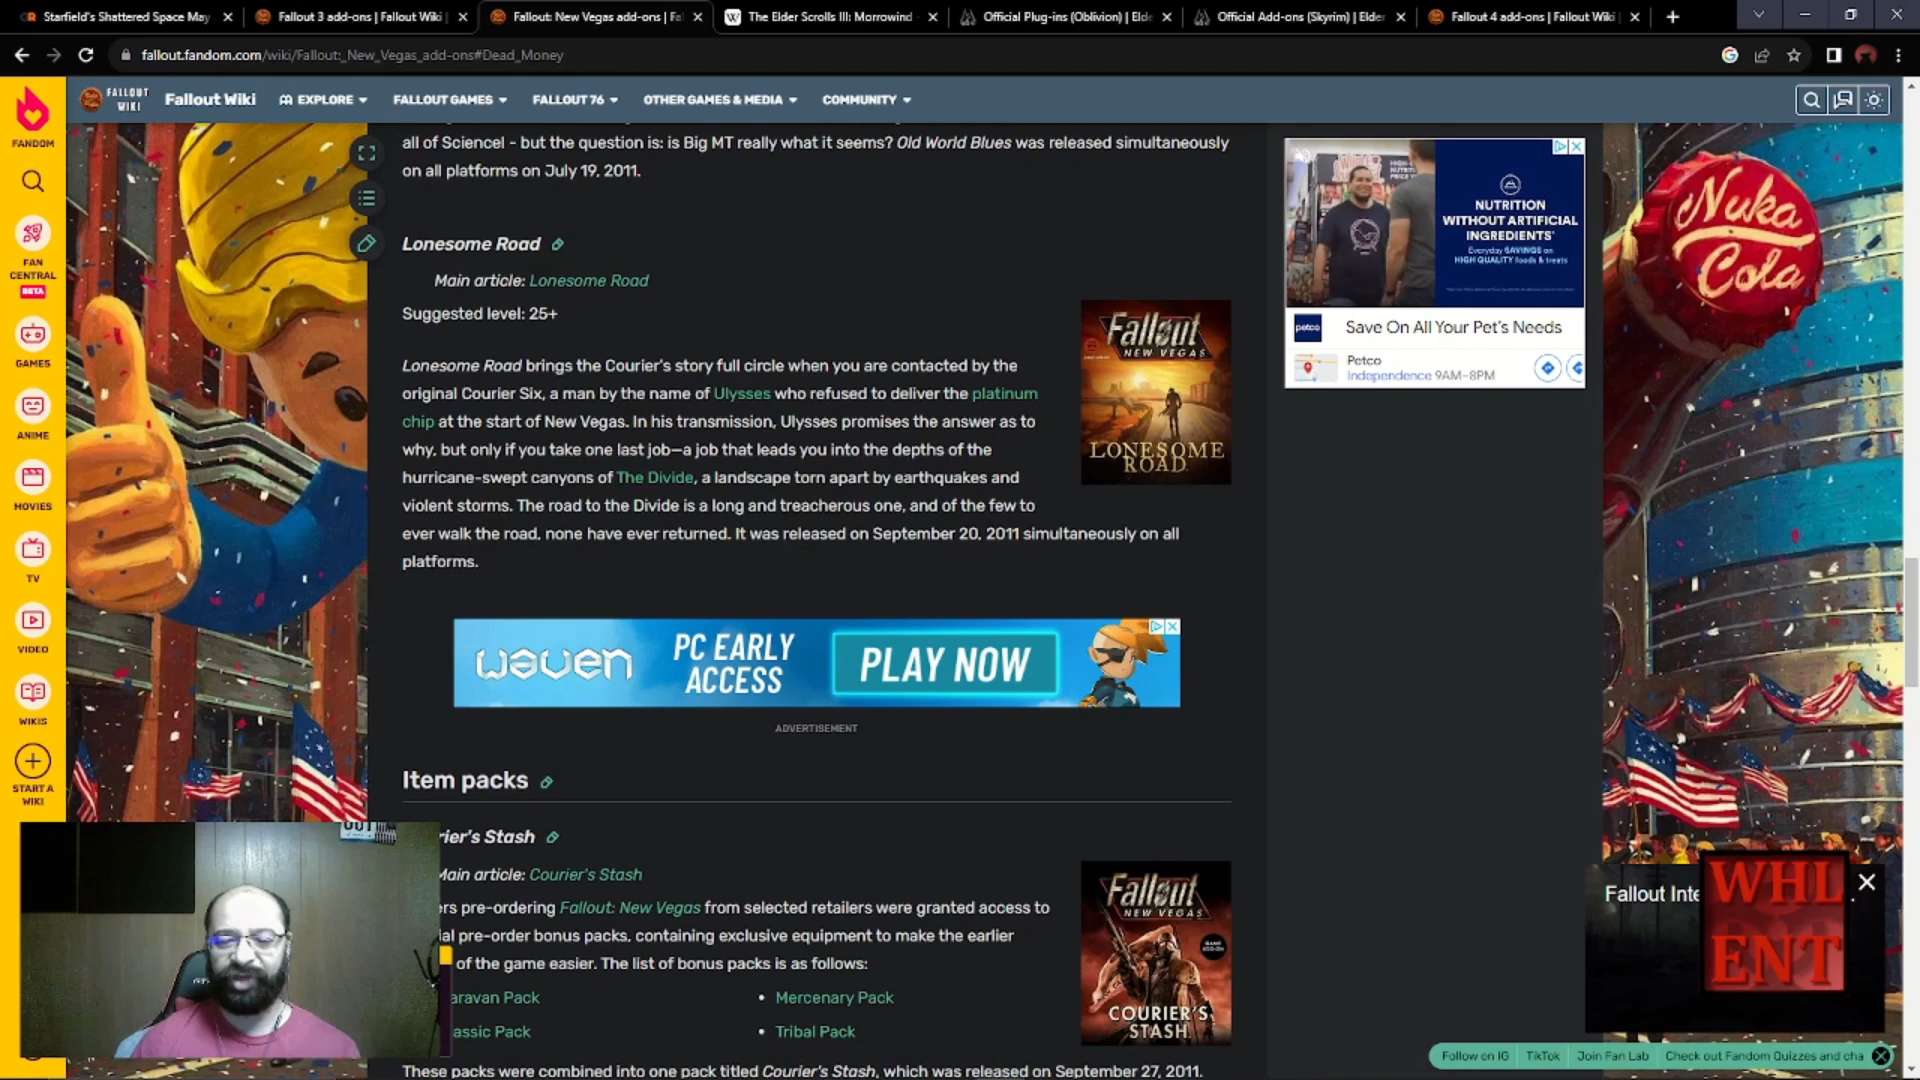 Starfield's Shattered Space May
Fallout 3 add-ons | Fallout Wiki
Fallout: New Vegas add-ons | Fal
The Elder Scrolls III: Morrowind
Official Plug-ins (Oblivion) | Elde
Official Add-ons (Skyrim) | Elder
Fallout 4 add-ons | Fallout Wiki
fallout.fandom.com/wiki/Fallout:_New_Vegas_add-ons#Dead_Money
FALLOUT WIKI
Fallout Wiki
EXPLORE
FALLOUT GAMES
FALLOUT 76
OTHER GAMES & MEDIA
COMMUNITY
FANDOM
FAN CENTRAL
BETA
GAMES
ANIME
MOVIES
TV
VIDEO
WIKIS
START A WIKI
all of Science! - but the question is: is Big MT really what it seems? Old World Blues was released simultaneously
on all platforms on July 19, 2011.
Lonesome Road
Main article: Lonesome Road
Suggested level: 25+
Lonesome Road brings the Courier's story full circle when you are contacted by the
original Courier Six, a man by the name of Ulysses who refused to deliver the platinum
chip at the start of New Vegas. In his transmission, Ulysses promises the answer as to
why, but only if you take one last job—a job that leads you into the depths of the
hurricane-swept canyons of The Divide, a landscape torn apart by earthquakes and
violent storms. The road to the Divide is a long and treacherous one, and of the few to
ever walk the road, none have ever returned. It was released on September 20, 2011 simultaneously on all
platforms.
Fallout
NEW VEGAS
LONESOME
ROAD
waven
PC EARLY
ACCESS
PLAY NOW
ADVERTISEMENT
Item packs
rier's Stash
Main article: Courier's Stash
ers pre-ordering Fallout: New Vegas from selected retailers were granted access to
ial pre-order bonus packs, containing exclusive equipment to make the earlier
of the game easier. The list of bonus packs is as follows:
aravan Pack
• Mercenary Pack
assic Pack
• Tribal Pack
These packs were combined into one pack titled Courier's Stash, which was released on September 27, 2011.
Fallout
NEW VEGAS
COURIER'S
STASH
NUTRITION
WITHOUT ARTIFICIAL
INGREDIENTS*
Everyday SAVINGS on
HIGH QUALITY foods & treats
petco
Save On All Your Pet's Needs
Petco
Independence 9AM–8PM
Nuka
Cola
Fallout Inte
WHL
ENT
Follow on IG
TikTok
Join Fan Lab
Check out Fandom Quizzes and cha